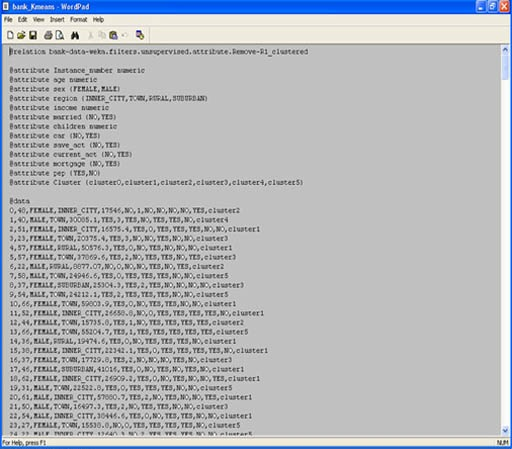 bank_Kmeans - WordPad
File Edit View Insert Format Help
@relation bank-data-weka.filters.unsupervised.attribute.Remove-R1_clustered
@attribute Instance_number numeric
@attribute age numeric
@attribute sex {FEMALE,MALE}
@attribute region {INNER_CITY,TOWN,RURAL,SUBURBAN}
@attribute income numeric
@attribute married {NO,YES}
@attribute children numeric
@attribute car {NO,YES}
@attribute save_act {NO,YES}
@attribute current_act {NO,YES}
@attribute mortgage {NO,YES}
@attribute pep {YES,NO}
@attribute Cluster {cluster0,cluster1,cluster2,cluster3,cluster4,cluster5}
@data
0,48,FEMALE,INNER_CITY,17546,NO,1,NO,NO,NO,NO,YES,cluster2
1,40,MALE,TOWN,30085.1,YES,3,YES,NO,YES,YES,NO,cluster4
2,51,FEMALE,INNER_CITY,16575.4,YES,0,YES,YES,YES,NO,NO,cluster1
3,23,FEMALE,TOWN,20375.4,YES,3,NO,NO,YES,NO,NO,cluster3
4,57,FEMALE,RURAL,50576.3,YES,0,NO,YES,NO,NO,NO,cluster1
5,57,FEMALE,TOWN,37869.6,YES,2,NO,YES,YES,NO,YES,cluster3
6,22,MALE,RURAL,8877.07,NO,0,NO,NO,YES,NO,YES,cluster2
7,58,MALE,TOWN,24946.6,YES,0,YES,YES,YES,NO,NO,cluster5
8,37,FEMALE,SUBURBAN,25304.3,YES,2,YES,NO,NO,NO,NO,cluster3
9,54,MALE,TOWN,24212.1,YES,2,YES,YES,YES,NO,NO,cluster5
10,66,FEMALE,TOWN,59803.9,YES,0,NO,YES,YES,NO,NO,cluster1
11,52,FEMALE,INNER_CITY,26658.8,NO,0,YES,YES,YES,YES,NO,cluster1
12,44,FEMALE,TOWN,15735.8,YES,1,NO,YES,YES,YES,YES,cluster2
13,66,FEMALE,TOWN,55204.7,YES,1,YES,YES,YES,YES,YES,cluster5
14,36,MALE,RURAL,19474.6,YES,0,NO,YES,YES,YES,NO,cluster5
15,38,FEMALE,INNER_CITY,22342.1,YES,0,YES,YES,YES,YES,NO,cluster1
16,37,FEMALE,TOWN,17729.8,YES,2,NO,NO,NO,YES,NO,cluster3
17,46,FEMALE,SUBURBAN,41016,YES,0,NO,YES,NO,YES,NO,cluster1
18,62,FEMALE,INNER_CITY,26909.2,YES,0,NO,YES,NO,NO,YES,cluster1
19,31,MALE,TOWN,22522.8,YES,0,YES,YES,YES,NO,NO,cluster5
20,61,MALE,INNER_CITY,57880.7,YES,2,NO,YES,NO,NO,YES,cluster2
21,50,MALE,TOWN,16497.3,YES,2,NO,YES,YES,NO,NO,cluster3
22,54,MALE,INNER_CITY,38446.6,YES,0,NO,YES,YES,NO,NO,cluster1
23,27,FEMALE,TOWN,15538.8,NO,0,YES,YES,YES,YES,NO,cluster5
For Help, press F1
NUM